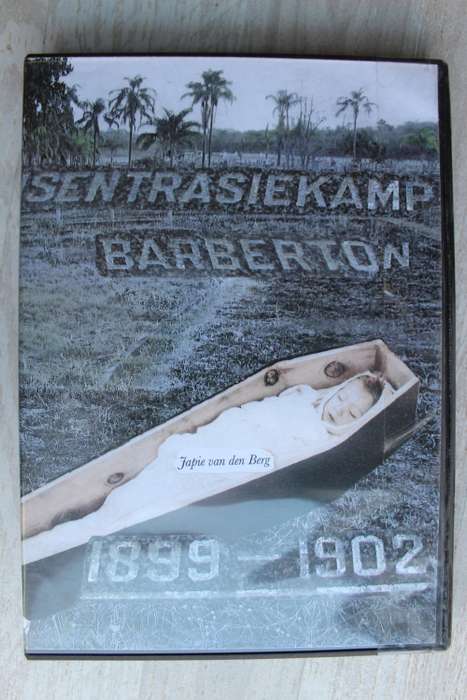 SENTRASIEKAMP
BARBERTON
Japie van den Berg
1899 – 1902